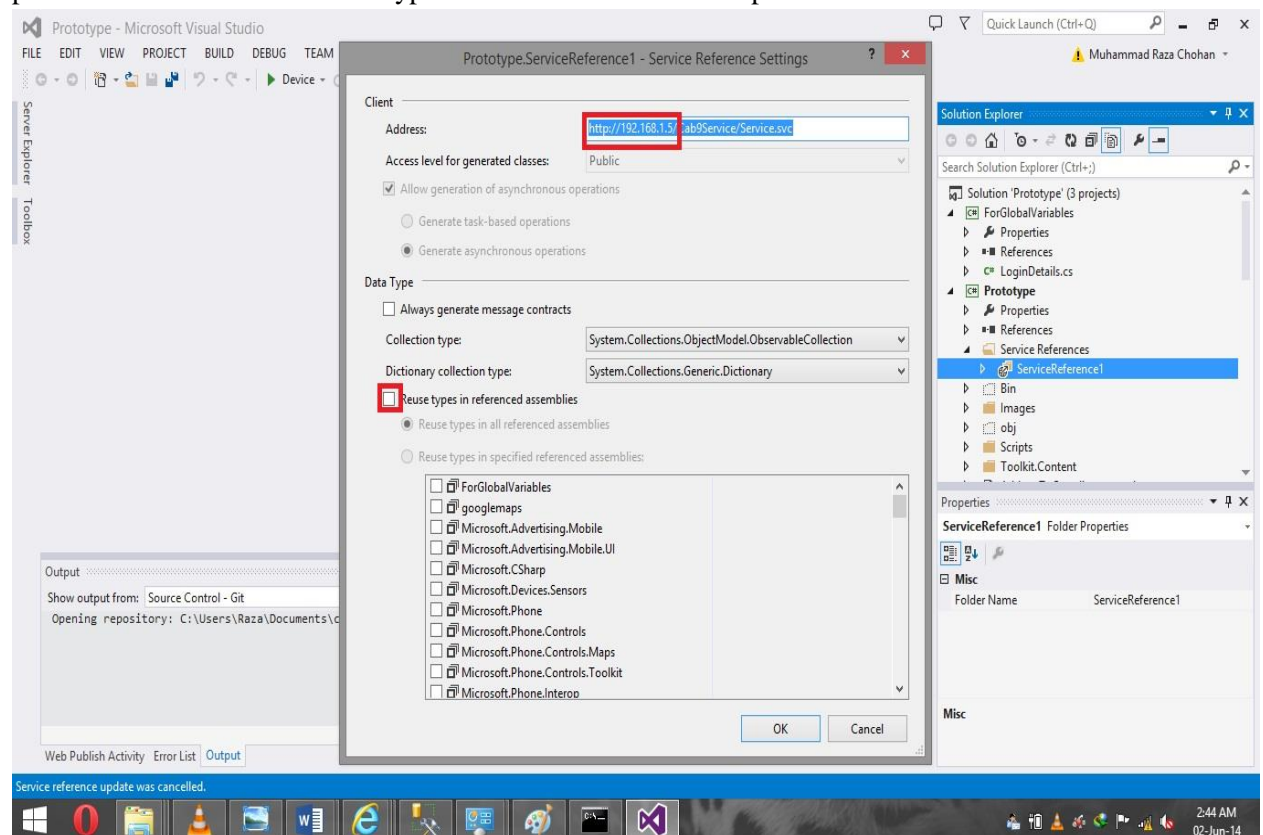 Prototype - Microsoft Visual Studio
Quick Launch (Ctrl+Q)
FILE EDIT VIEW PROJECT BUILD DEBUG TEAM
Muhammad Raza Chohan
Device
Prototype.ServiceReference1 - Service Reference Settings
?
Server Explorer
Toolbox
Client
Address:
http://192.168.1.5/Cab9Service/Service.svc
Access level for generated classes:
Public
Allow generation of asynchronous operations
Generate task-based operations
Generate asynchronous operations
Data Type
Always generate message contracts
Collection type:
System.Collections.ObjectModel.ObservableCollection
Dictionary collection type:
System.Collections.Generic.Dictionary
Reuse types in referenced assemblies
Reuse types in all referenced assemblies
Reuse types in specified referenced assemblies:
ForGlobalVariables
googlemaps
Microsoft.Advertising.Mobile
Microsoft.Advertising.Mobile.UI
Microsoft.CSharp
Microsoft.Devices.Sensors
Microsoft.Phone
Microsoft.Phone.Controls
Microsoft.Phone.Controls.Maps
Microsoft.Phone.Controls.Toolkit
Microsoft.Phone.Interop
OK
Cancel
Solution Explorer
Search Solution Explorer (Ctrl+;)
Solution 'Prototype' (3 projects)
C# ForGlobalVariables
Properties
References
C# LoginDetails.cs
C# Prototype
Properties
References
Service References
ServiceReference1
Bin
Images
obj
Scripts
Toolkit.Content
Properties
ServiceReference1 Folder Properties
Misc
Folder Name ServiceReference1
Misc
Output
Show output from: Source Control - Git
Opening repository: C:\Users\Raza\Documents\
Web Publish Activity Error List Output
Service reference update was cancelled.
2:44 AM
02-Jun-14